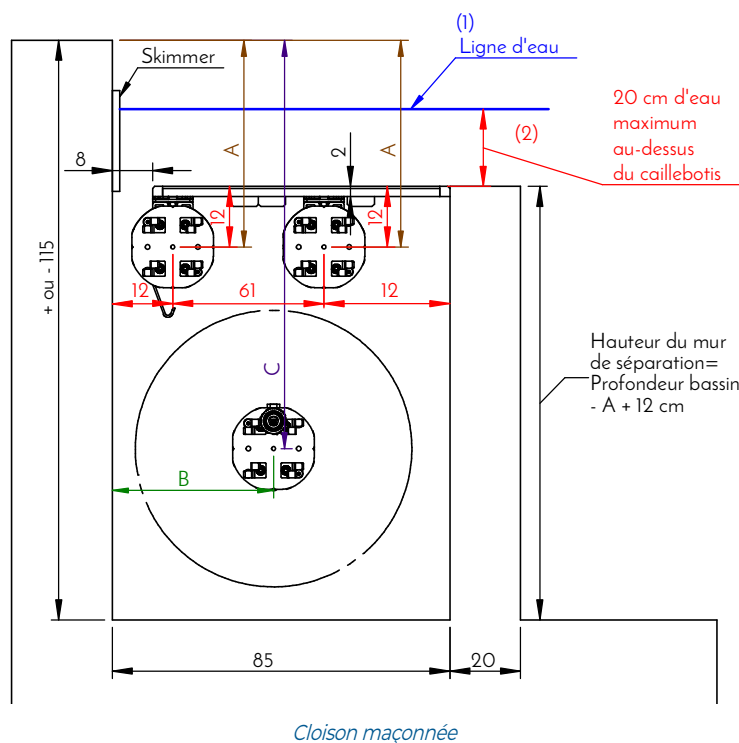 (1)
Ligne d'eau
Skimmer
20 cm d'eau
maximum
au-dessus
du caillebotis
(2)
A
A
2
8
12
12
+ ou - 115
12
61
12
C
Hauteur du mur
de séparation=
Profondeur bassin
- A + 12 cm
B
85
20
Cloison maçonnée